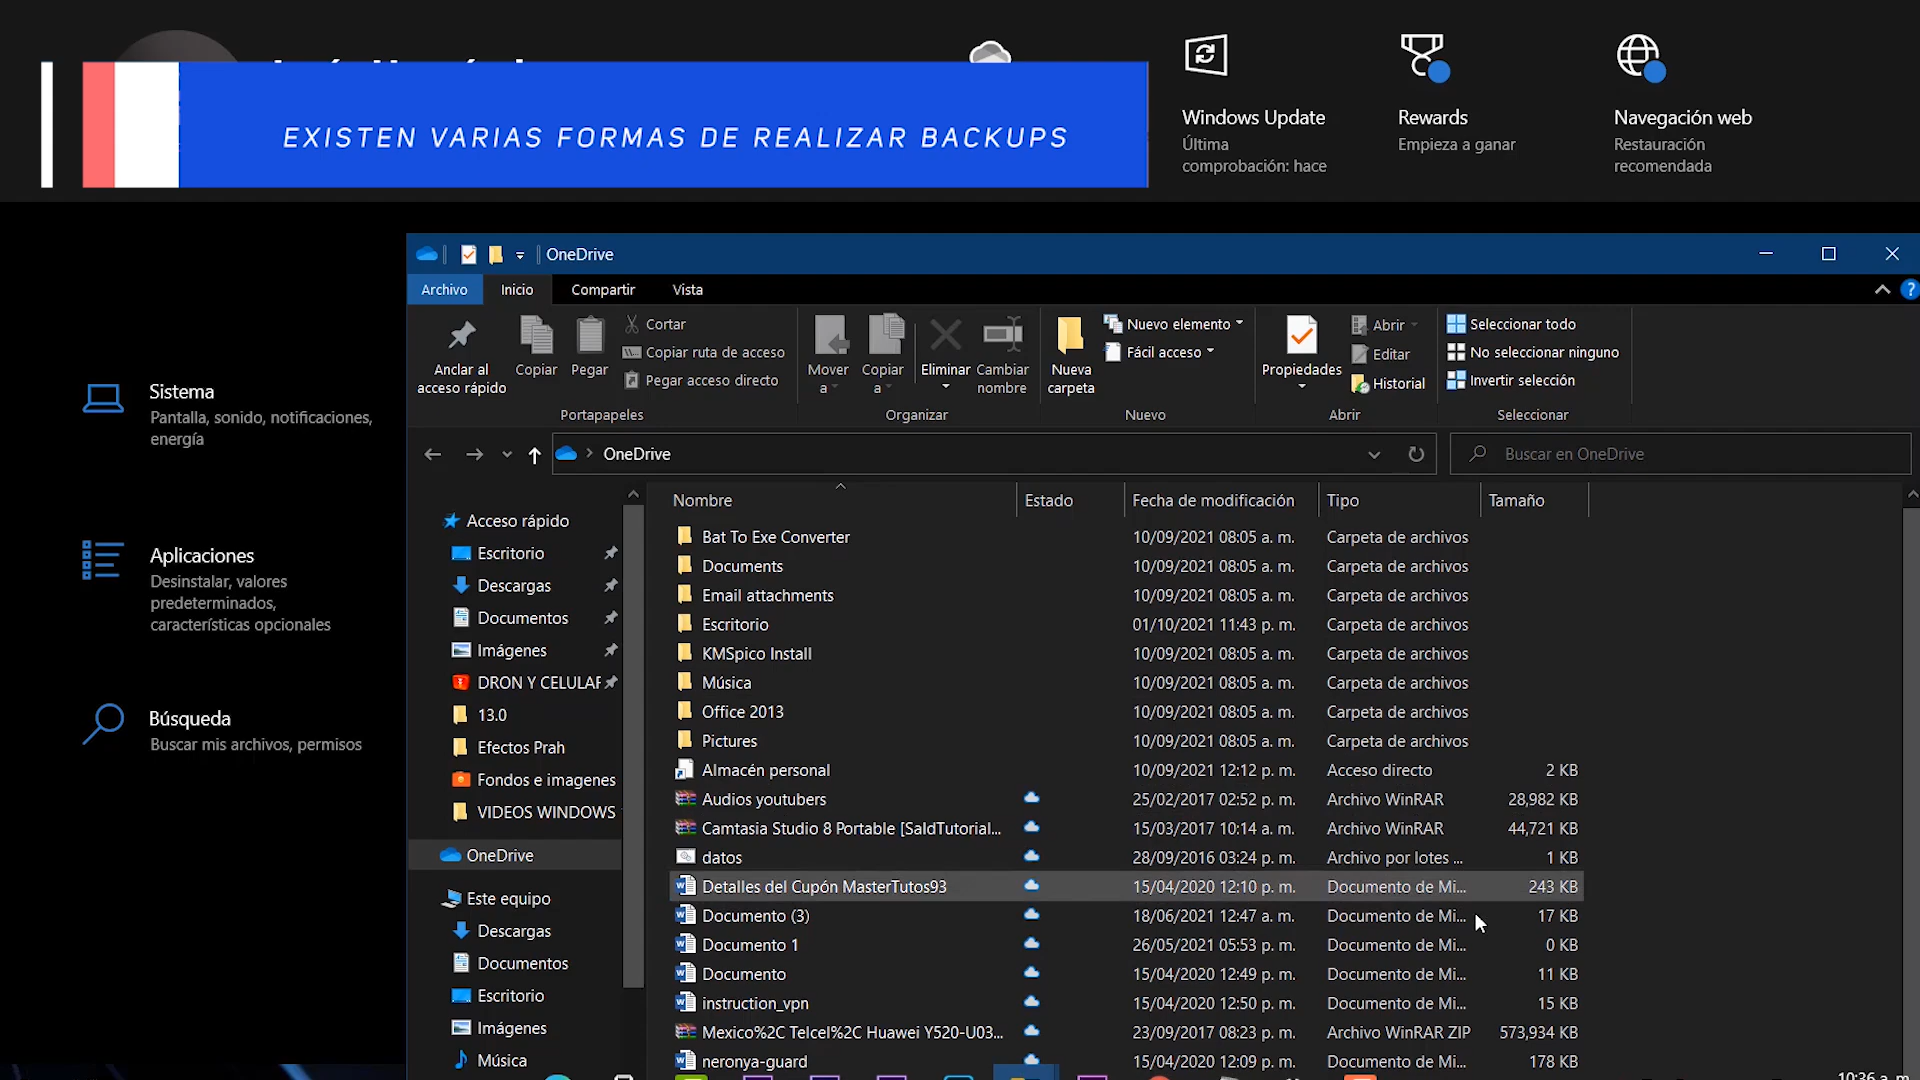 EXISTEN VARIAS FORMAS DE REALIZAR BACKUPS
Windows Update
Última
comprobación: hace
Rewards
Empieza a ganar
Navegación web
Restauración
recomendada
Sistema
Pantalla, sonido, notificaciones,
energía
Aplicaciones
Desinstalar, valores
predeterminados,
características opcionales
Búsqueda
Buscar mis archivos, permisos
OneDrive
Archivo Inicio Compartir Vista
Anclar al
acceso rápido
Copiar
Pegar
Cortar
Copiar ruta de acceso
Pegar acceso directo
Portapapeles
Mover
a
Copiar
a
Eliminar
Cambiar
nombre
Organizar
Nueva
carpeta
Nuevo elemento
Fácil acceso
Nuevo
Propiedades
Abrir
Editar
Historial
Abrir
Seleccionar todo
No seleccionar ninguno
Invertir selección
Seleccionar
OneDrive
Buscar en OneDrive
Acceso rápido
Escritorio
Descargas
Documentos
Imágenes
DRON Y CELULAR
13.0
Efectos Prah
Fondos e imagenes
VIDEOS WINDOWS
OneDrive
Este equipo
Descargas
Documentos
Escritorio
Imágenes
Música
Nombre Estado Fecha de modificación Tipo Tamaño
Bat To Exe Converter 10/09/2021 08:05 a. m. Carpeta de archivos
Documents 10/09/2021 08:05 a. m. Carpeta de archivos
Email attachments 10/09/2021 08:05 a. m. Carpeta de archivos
Escritorio 01/10/2021 11:43 p. m. Carpeta de archivos
KMSpico Install 10/09/2021 08:05 a. m. Carpeta de archivos
Música 10/09/2021 08:05 a. m. Carpeta de archivos
Office 2013 10/09/2021 08:05 a. m. Carpeta de archivos
Pictures 10/09/2021 08:05 a. m. Carpeta de archivos
Almacén personal 10/09/2021 12:12 p. m. Acceso directo 2 KB
Audios youtubers 25/02/2017 02:52 p. m. Archivo WinRAR 28,982 KB
Camtasia Studio 8 Portable [SaldTutorial... 15/03/2017 10:14 a. m. Archivo WinRAR 44,721 KB
datos 28/09/2016 03:24 p. m. Archivo por lotes ... 1 KB
Detalles del Cupón MasterTutos93 15/04/2020 12:10 p. m. Documento de Mi... 243 KB
Documento (3) 18/06/2021 12:47 a. m. Documento de Mi... 17 KB
Documento 1 26/05/2021 05:53 p. m. Documento de Mi... 0 KB
Documento 15/04/2020 12:49 p. m. Documento de Mi... 11 KB
instruction_vpn 15/04/2020 12:50 p. m. Documento de Mi... 15 KB
Mexico%2C Telcel%2C Huawei Y520-U03... 23/09/2017 08:23 p. m. Archivo WinRAR ZIP 573,934 KB
neronya-guard 15/04/2020 12:09 p. m. Documento de Mi... 178 KB
10:36 a. m.